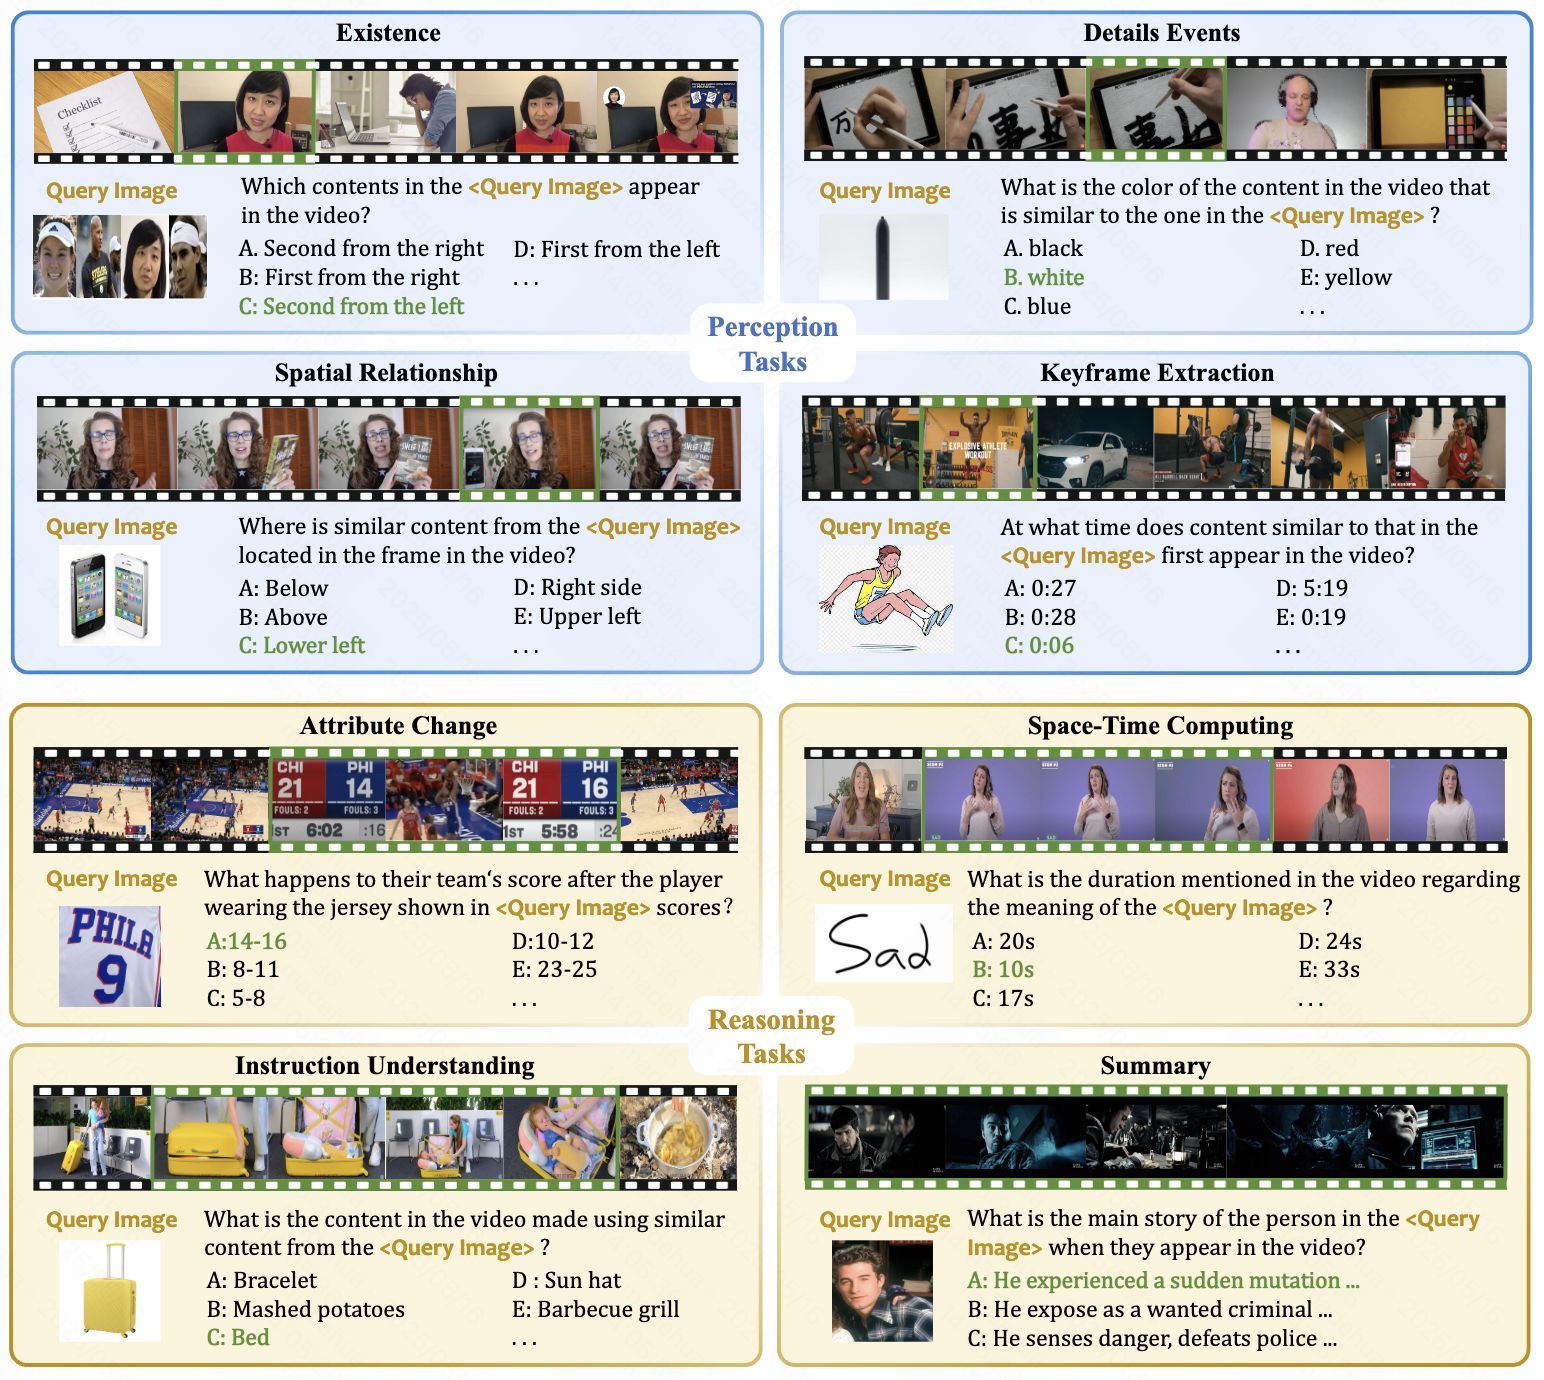 Existence
Checklist
Query Image
Which contents in the <Query Image> appear
in the video?
A. Second from the right
B: First from the right
C: Second from the left
D: First from the left
...
Details Events
万
事 上
事 上
Query Image
What is the color of the content in the video that
is similar to the one in the <Query Image> ?
A. black
B. white
C. blue
D. red
E: yellow
...
Perception
Tasks
Spatial Relationship
Query Image
Where is similar content from the <Query Image>
located in the frame in the video?
A: Below
B: Above
C: Lower left
D: Right side
E: Upper left
...
Keyframe Extraction
EXPLOSIVE ATHLETE
WORKOUT
Query Image
At what time does content similar to that in the
<Query Image> first appear in the video?
A: 0:27
B: 0:28
C: 0:06
D: 5:19
E: 0:19
...
Attribute Change
CHI PHI
21 14
FOULS: 2 FOULS: 3
1ST 6:02 :16
CHI PHI
21 16
FOULS: 2 FOULS: 3
1ST 5:58 :24
Query Image
PHILA
9
What happens to their team‘s score after the player
wearing the jersey shown in <Query Image> scores?
A:14-16
B: 8-11
C: 5-8
D:10-12
E: 23-25
...
Space-Time Computing
SAD
SAD
Query Image
Sad
What is the duration mentioned in the video regarding
the meaning of the <Query Image> ?
A: 20s
B: 10s
C: 17s
D: 24s
E: 33s
...
Reasoning
Tasks
Instruction Understanding
Query Image
What is the content in the video made using similar
content from the <Query Image> ?
A: Bracelet
B: Mashed potatoes
C: Bed
D : Sun hat
E: Barbecue grill
...
Summary
Query Image
What is the main story of the person in the <Query
Image> when they appear in the video?
A: He experienced a sudden mutation ...
B: He expose as a wanted criminal ...
C: He senses danger, defeats police ...